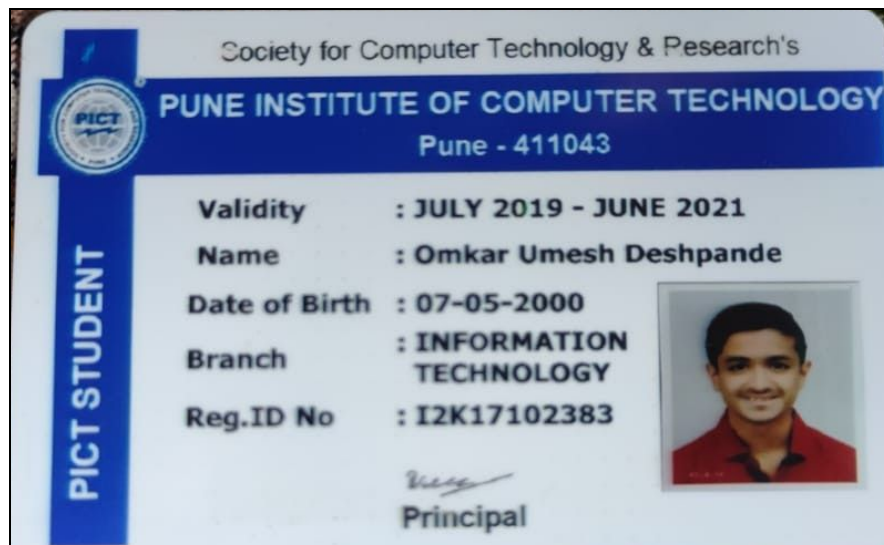 Society for Computer Technology & Research's
PUNE INSTITUTE OF COMPUTER TECHNOLOGY
Pune - 411043
PICT
PICT STUDENT
Validity : JULY 2019 - JUNE 2021
Name : Omkar Umesh Deshpande
Date of Birth : 07-05-2000
Branch : INFORMATION
TECHNOLOGY
Reg.ID No : I2K17102383
Principal